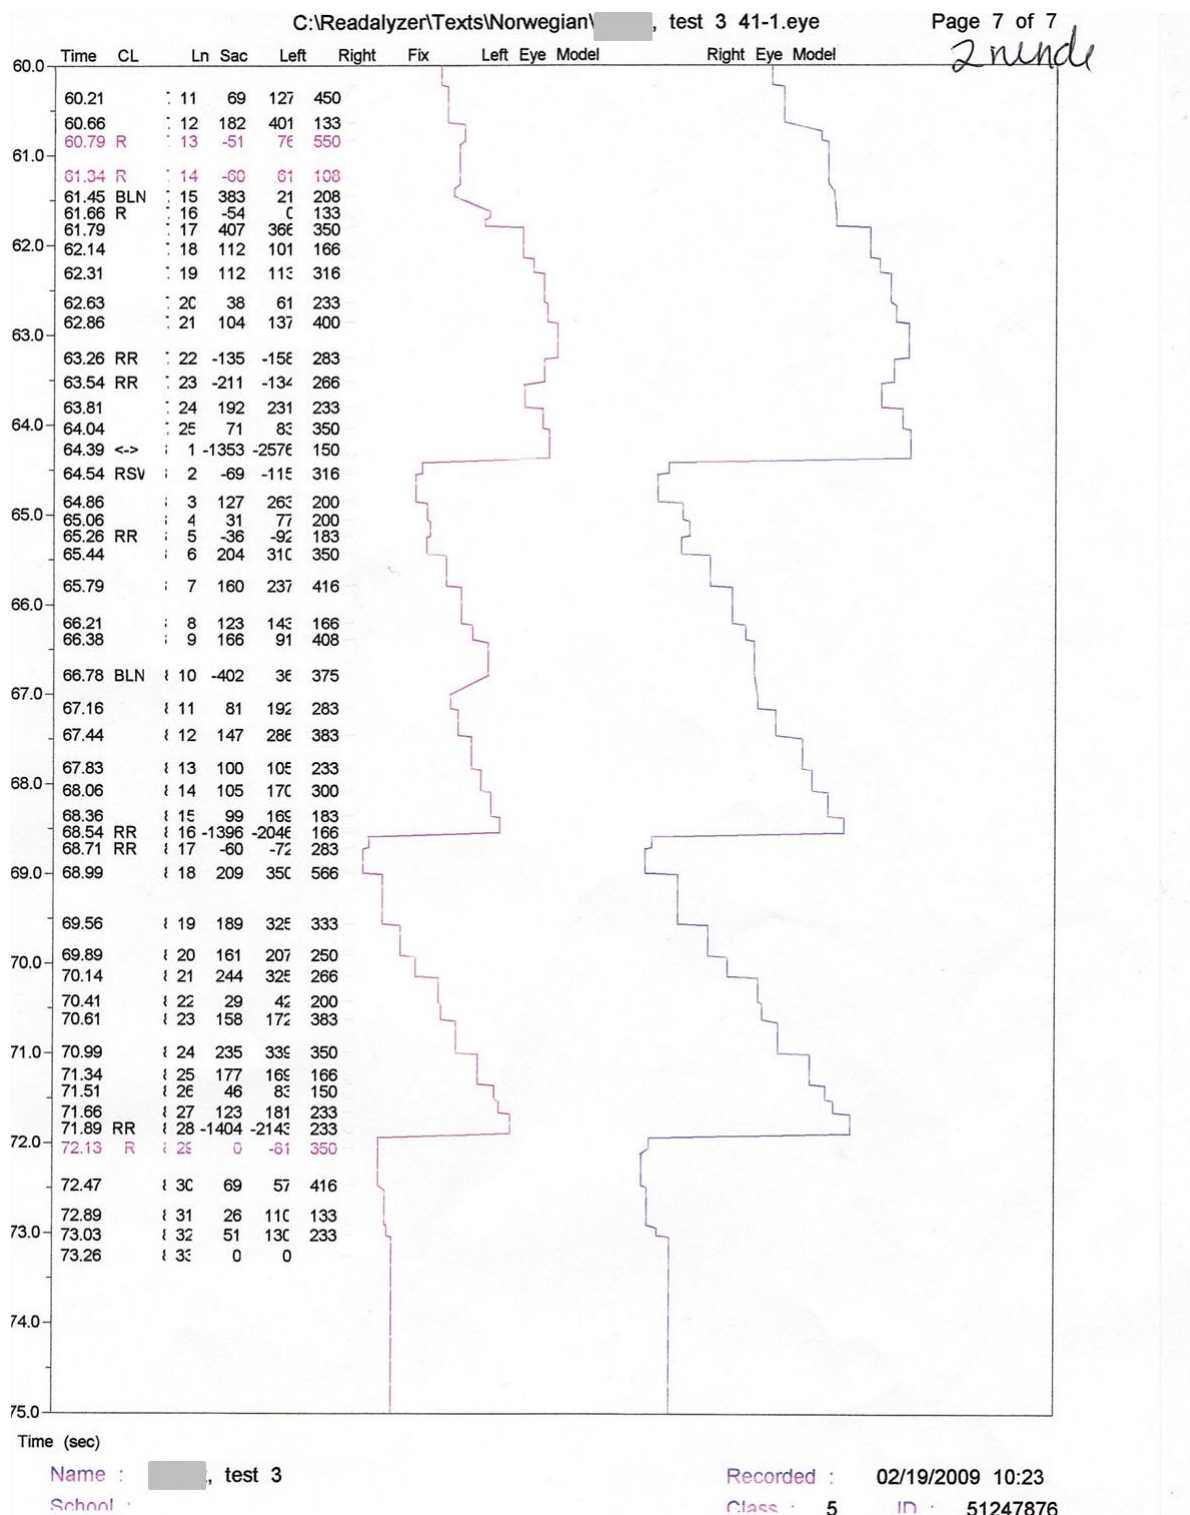 C:\Readalyzer\Texts\Norwegian\ , test 3 41-1.eye Page 7 of 7
2 runde
Time CL Ln Sac Left Right Fix Left Eye Model Right Eye Model
60.0
60.21 11 69 127 450
60.66 12 182 401 133
60.79 R 13 -51 76 550
61.0
61.34 R 14 -60 61 108
61.45 BLN 15 383 21 208
61.66 R 16 -54 0 133
61.79 17 407 366 350
62.0
62.14 18 112 101 166
62.31 19 112 113 316
62.63 20 38 61 233
62.86 21 104 137 400
63.0
63.26 RR 22 -135 -158 283
63.54 RR 23 -211 -134 266
63.81 24 192 231 233
64.0
64.04 25 71 83 350
64.39 <-> 1 -1353 -2576 150
64.54 RSW 2 -69 -115 316
64.86 3 127 263 200
65.0
65.06 4 31 77 200
65.26 RR 5 -36 -92 183
65.44 6 204 310 350
65.79 7 160 237 416
66.0
66.21 8 123 143 166
66.38 9 166 91 408
66.78 BLN 10 -402 36 375
67.0
67.16 11 81 192 283
67.44 12 147 286 383
67.83 13 100 105 233
68.0
68.06 14 105 170 300
68.36 15 99 169 183
68.54 RR 16 -1396 -2046 166
68.71 RR 17 -60 -72 283
69.0
68.99 18 209 350 566
69.56 19 189 325 333
69.89 20 161 207 250
70.0
70.14 21 244 325 266
70.41 22 29 42 200
70.61 23 158 172 383
71.0
70.99 24 235 339 350
71.34 25 177 169 166
71.51 26 46 83 150
71.66 27 123 181 233
71.89 RR 28 -1404 -2143 233
72.0
72.13 R 29 0 -61 350
72.47 30 69 57 416
72.89 31 26 110 133
73.0
73.03 32 51 130 233
73.26 33 0 0
74.0
75.0
Time (sec)
Name : , test 3 Recorded : 02/19/2009 10:23
School : Class : 5 ID : 51247876